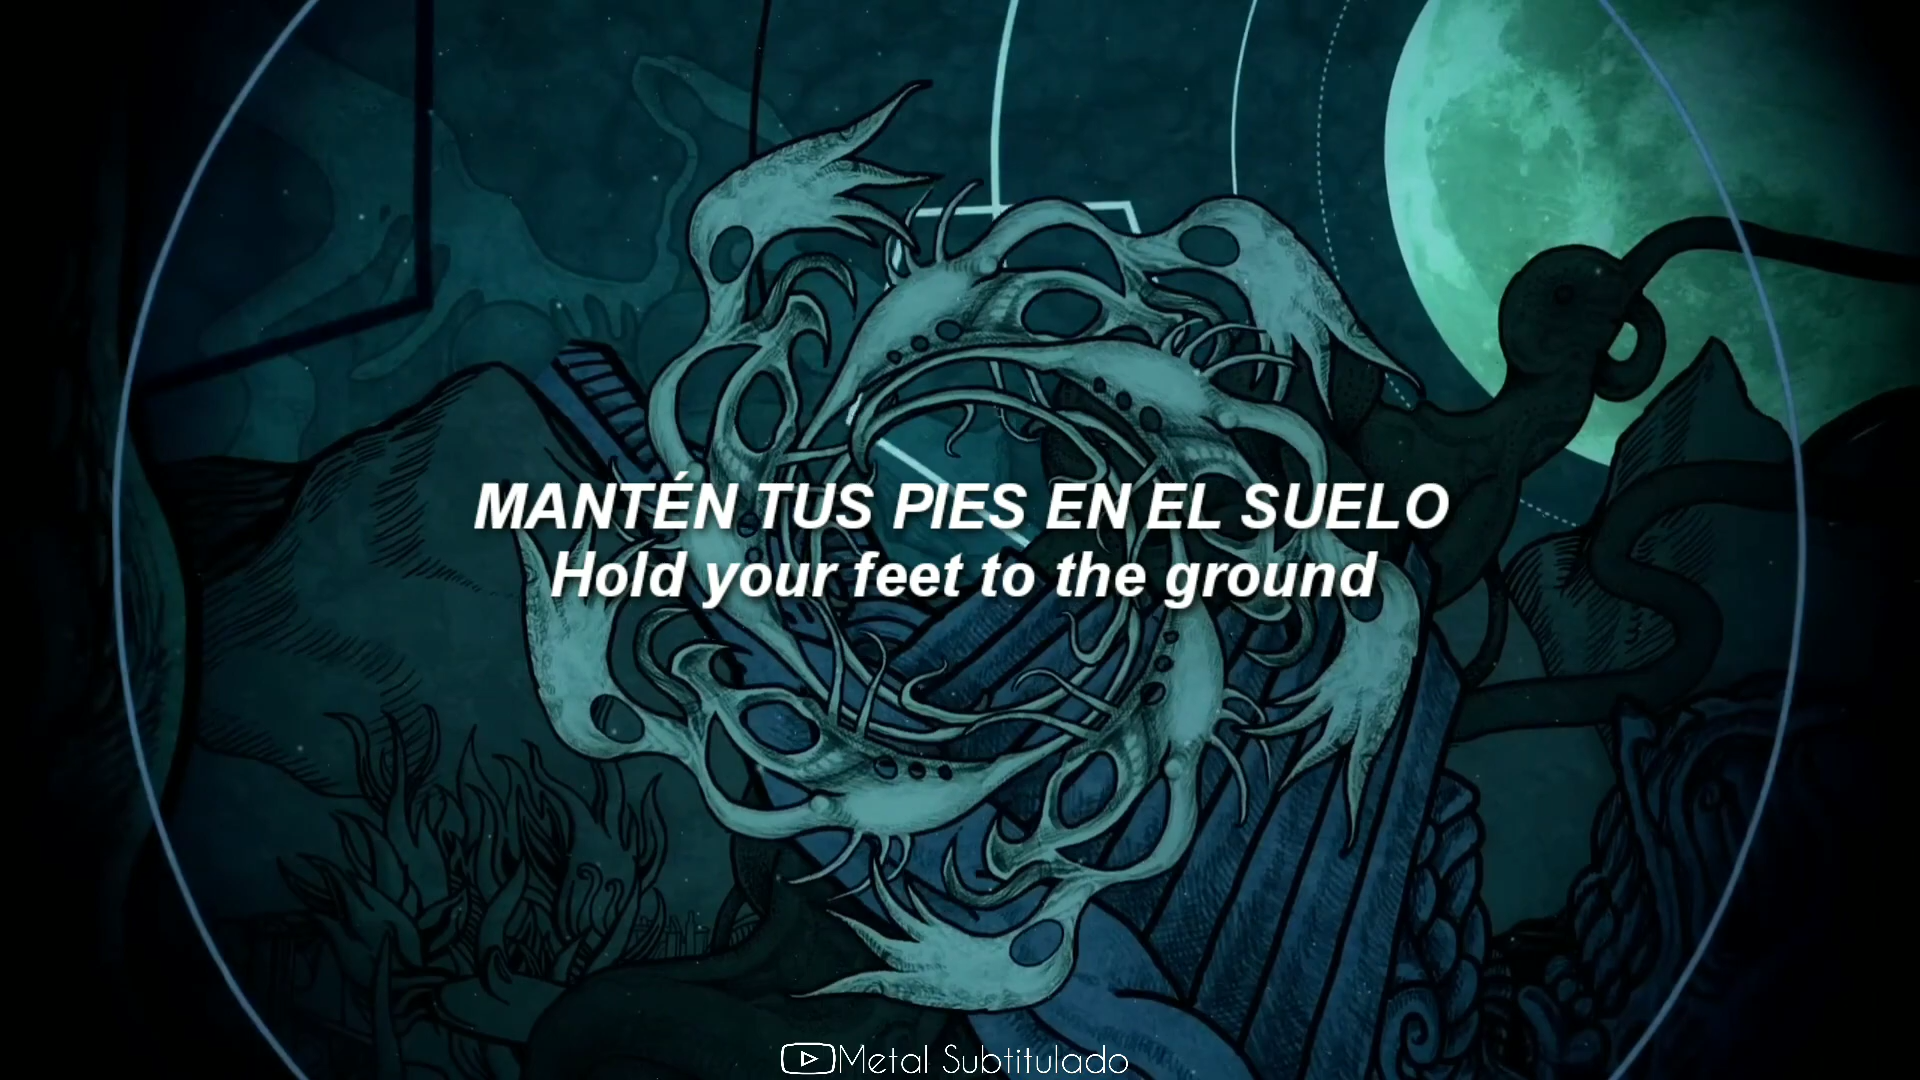 MANTÉN TUS PIES EN EL SUELO
Hold your feet to the ground
Metal Subtitulado